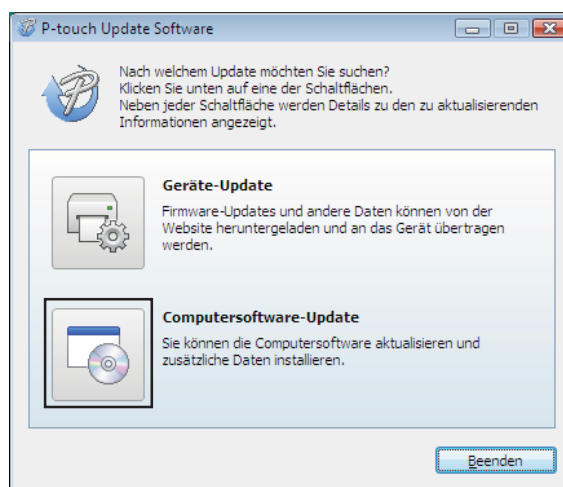 P-touch Update Software
Nach welchem Update möchten Sie suchen?
Klicken Sie unten auf eine der Schaltflächen.
Neben jeder Schaltfläche werden Details zu den zu aktualisierenden
Informationen angezeigt.
Geräte-Update
Firmware-Updates und andere Daten können von der
Website heruntergeladen und an das Gerät übertragen
werden.
Computersoftware-Update
Sie können die Computersoftware aktualisieren und
zusätzliche Daten installieren.
Beenden